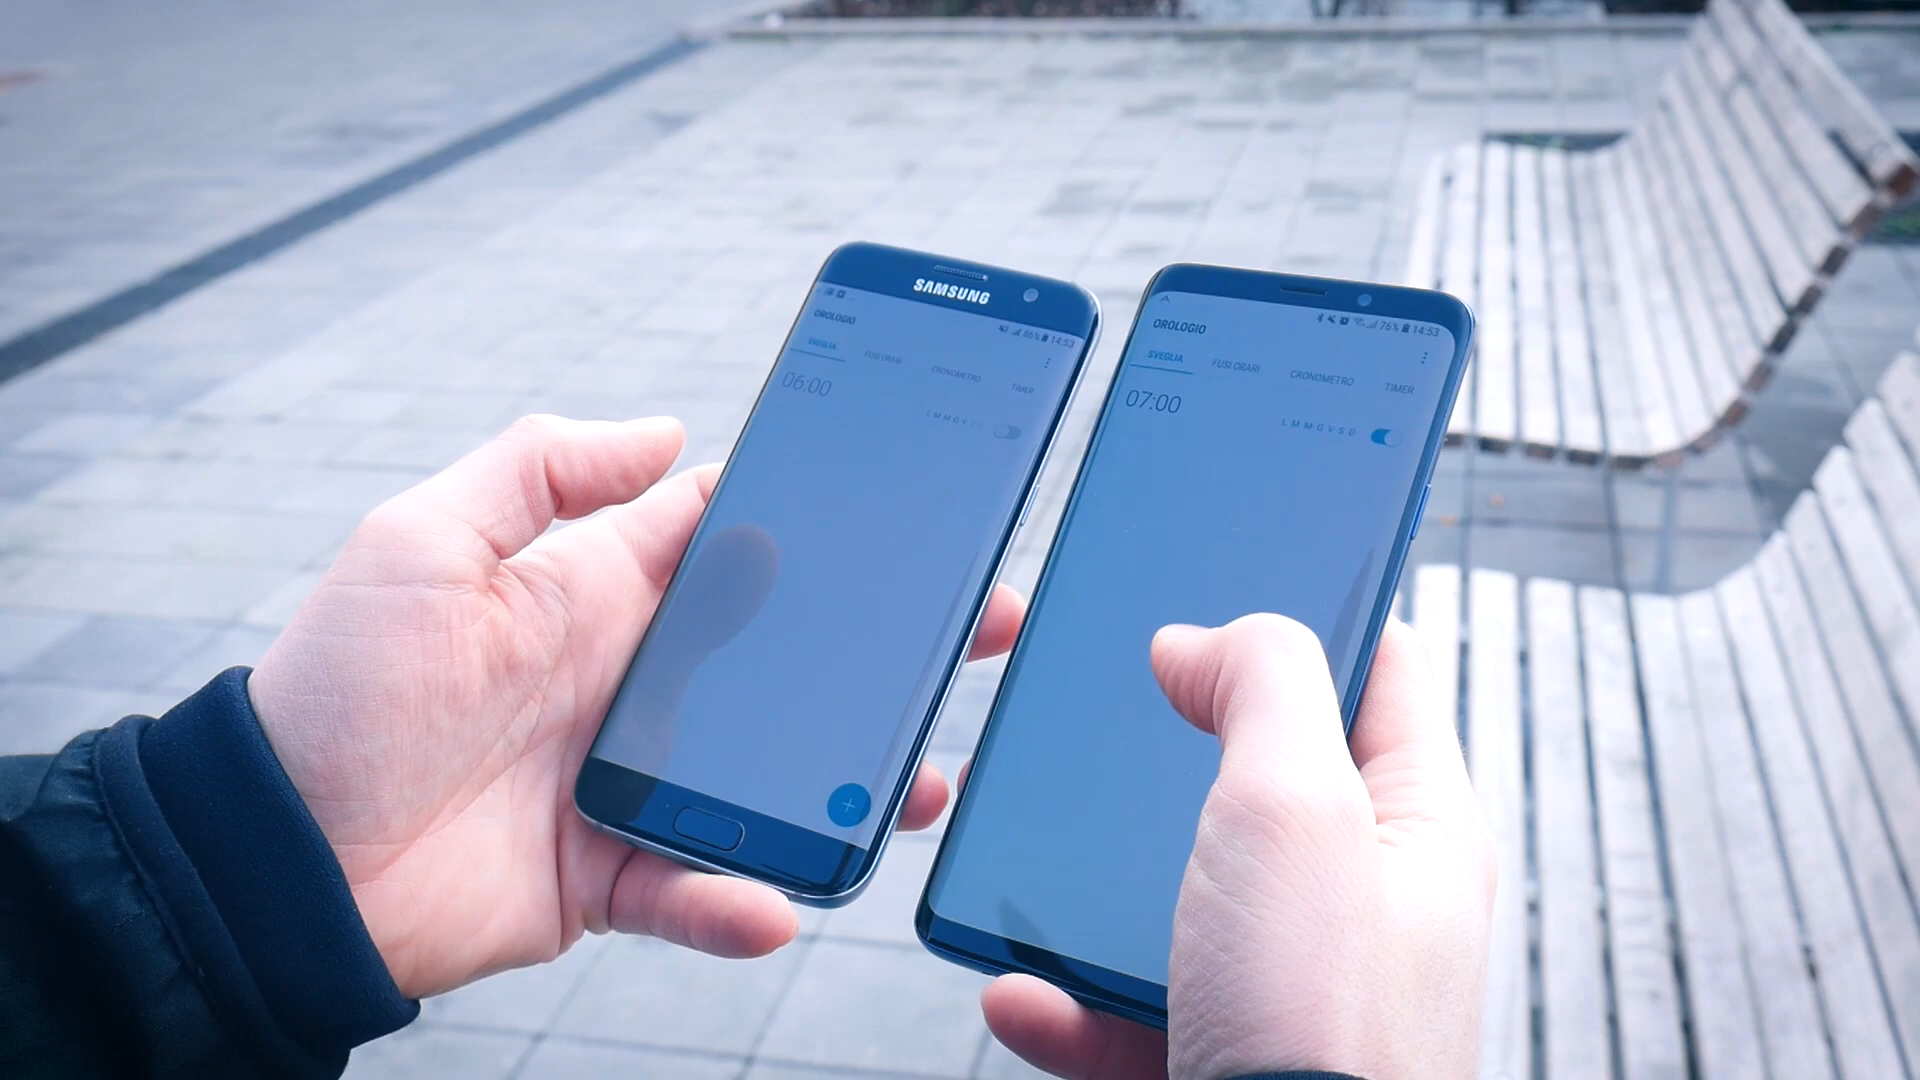 SAMSUNG
86% 14:53
OROLOGIO
SVEGLIA FUSI ORARI CRONOMETRO TIMER
06:00
L M M G V S D
+
76% 14:53
OROLOGIO
SVEGLIA FUSI ORARI CRONOMETRO TIMER
07:00
L M M G V S D